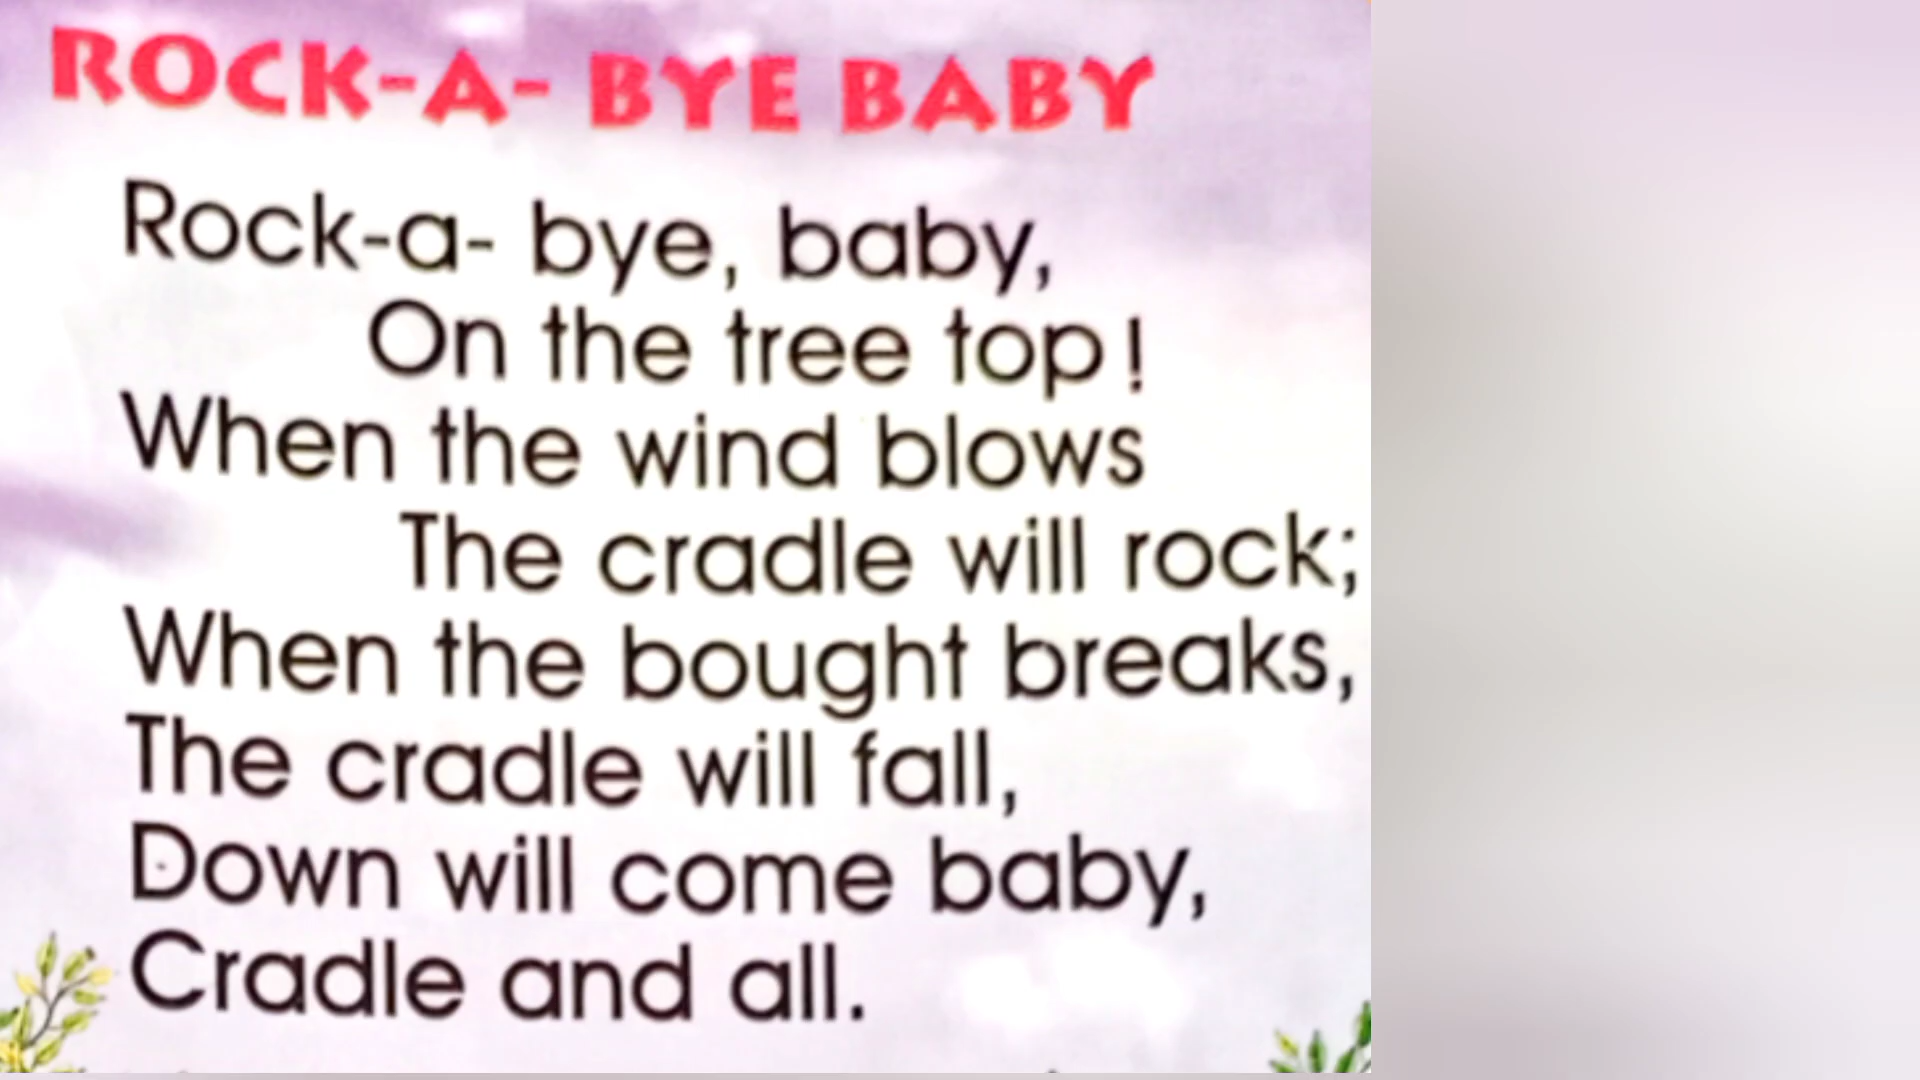 ROCK-A- BYE BABY
Rock-a- bye, baby,
On the tree top!
When the wind blows
The cradle will rock;
When the bought breaks,
The cradle will fall,
Down will come baby,
Cradle and all.